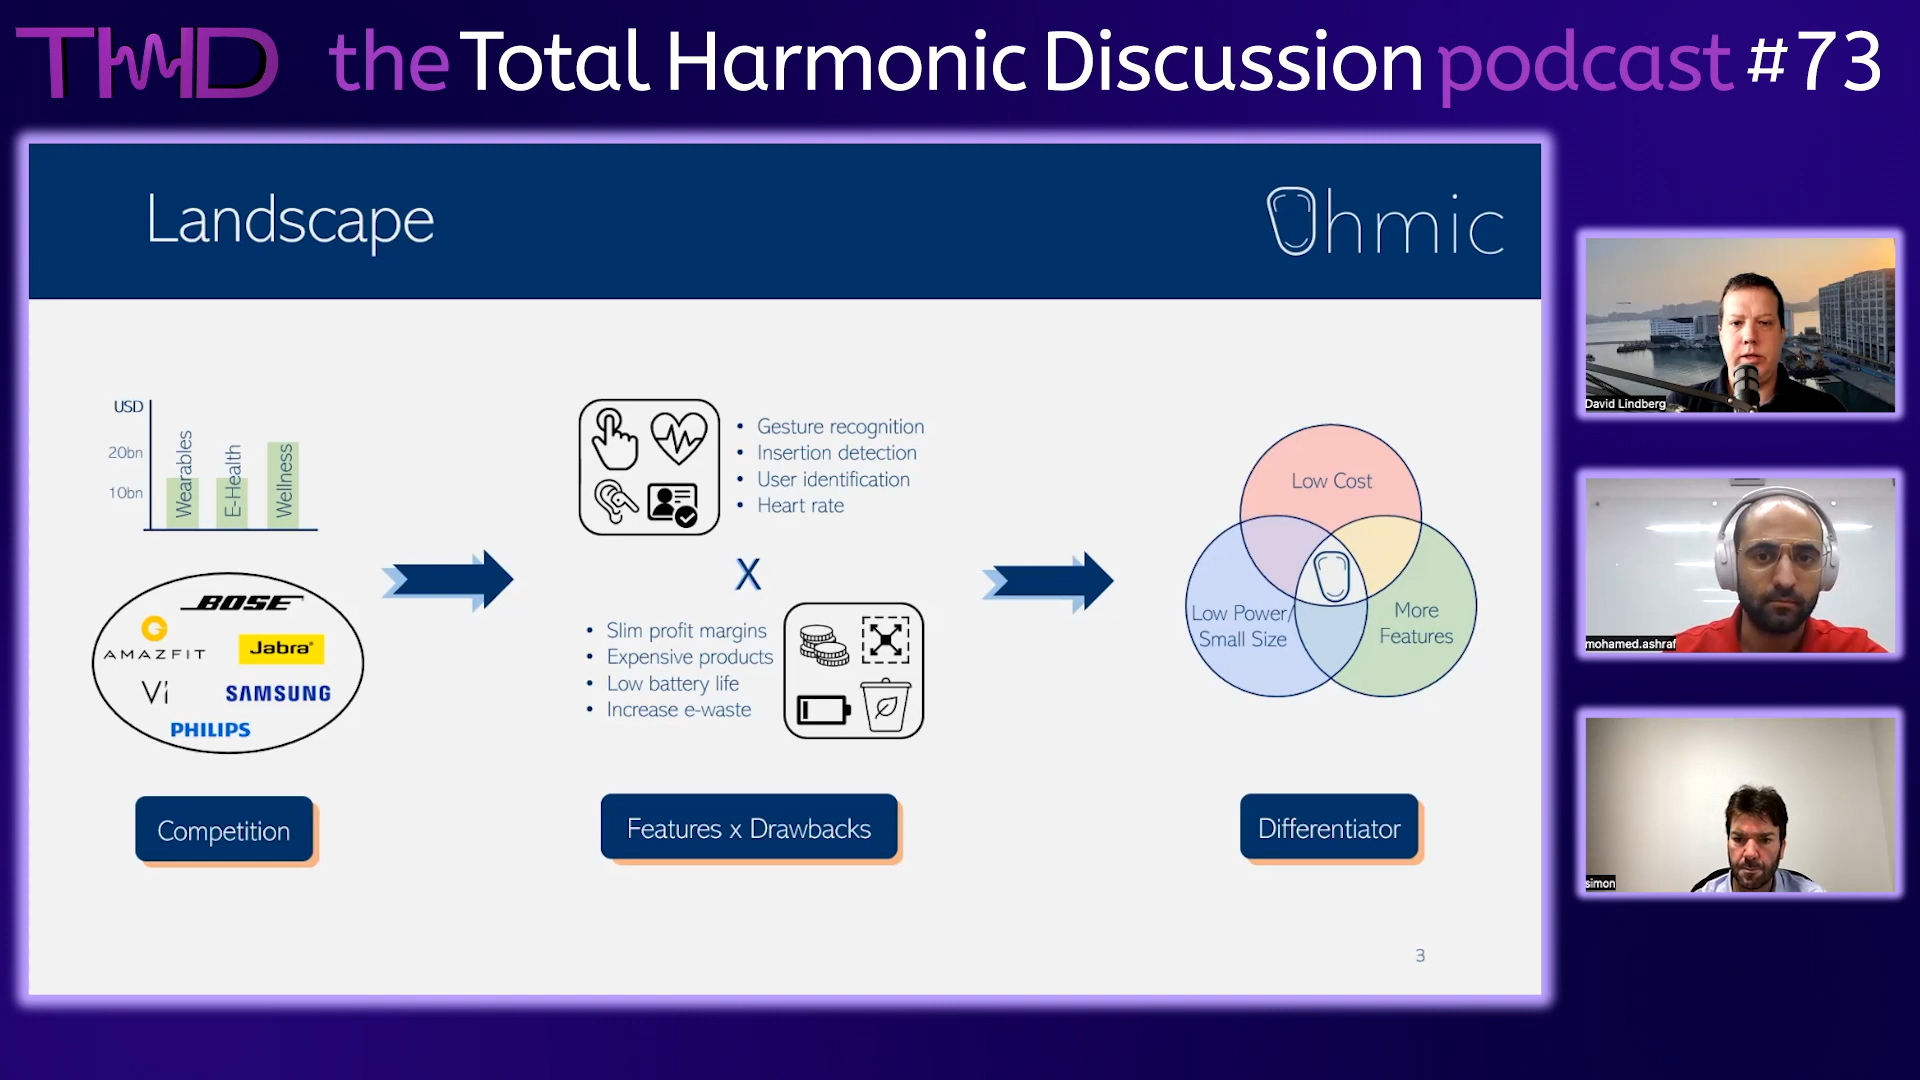 THD the Total Harmonic Discussion podcast #73
Landscape
Ohmic
USD
20bn
10bn
Wearables
E-Health
Wellness
BOSE
AMAZFIT
Jabra
Vi
SAMSUNG
PHILIPS
Competition
• Gesture recognition
• Insertion detection
• User identification
• Heart rate
X
• Slim profit margins
• Expensive products
• Low battery life
• Increase e-waste
Features x Drawbacks
Low Cost
Low Power/
Small Size
More
Features
Differentiator
3
David Lindberg
mohamed.ashraf
simon